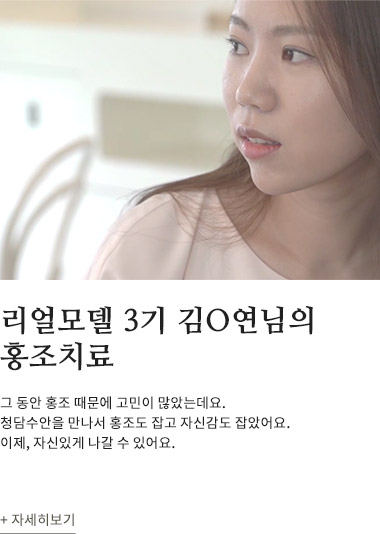 리얼모델 3기 김O연님의
홍조치료
그 동안 홍조 때문에 고민이 많았는데요.
청담수안을 만나서 홍조도 잡고 자신감도 잡았어요.
이제, 자신있게 나갈 수 있어요.
+ 자세히보기